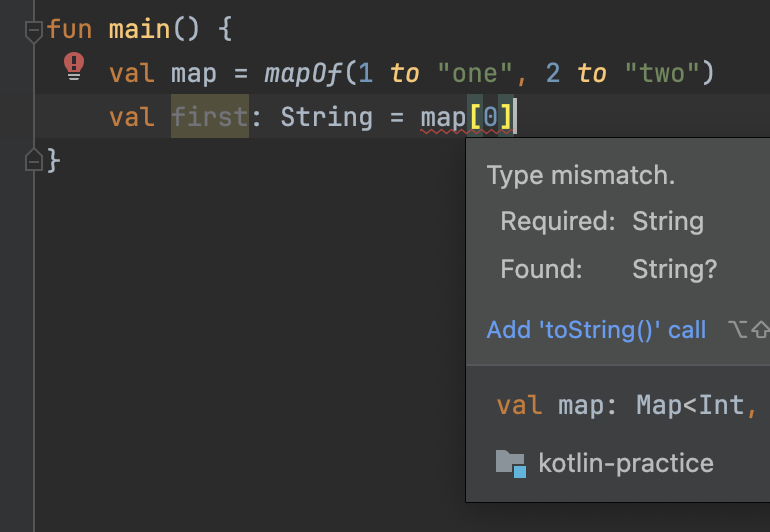 fun main() {
val map = mapOf(1 to "one", 2 to "two")
val first: String = map[0]
}
Type mismatch.
Required: String
Found: String?
Add 'toString()' call ⌥⇧
val map: Map<Int,
kotlin-practice